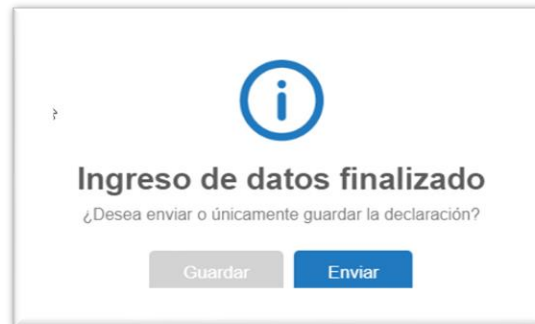 Ingreso de datos finalizado
¿Desea enviar o únicamente guardar la declaración?
Guardar Enviar